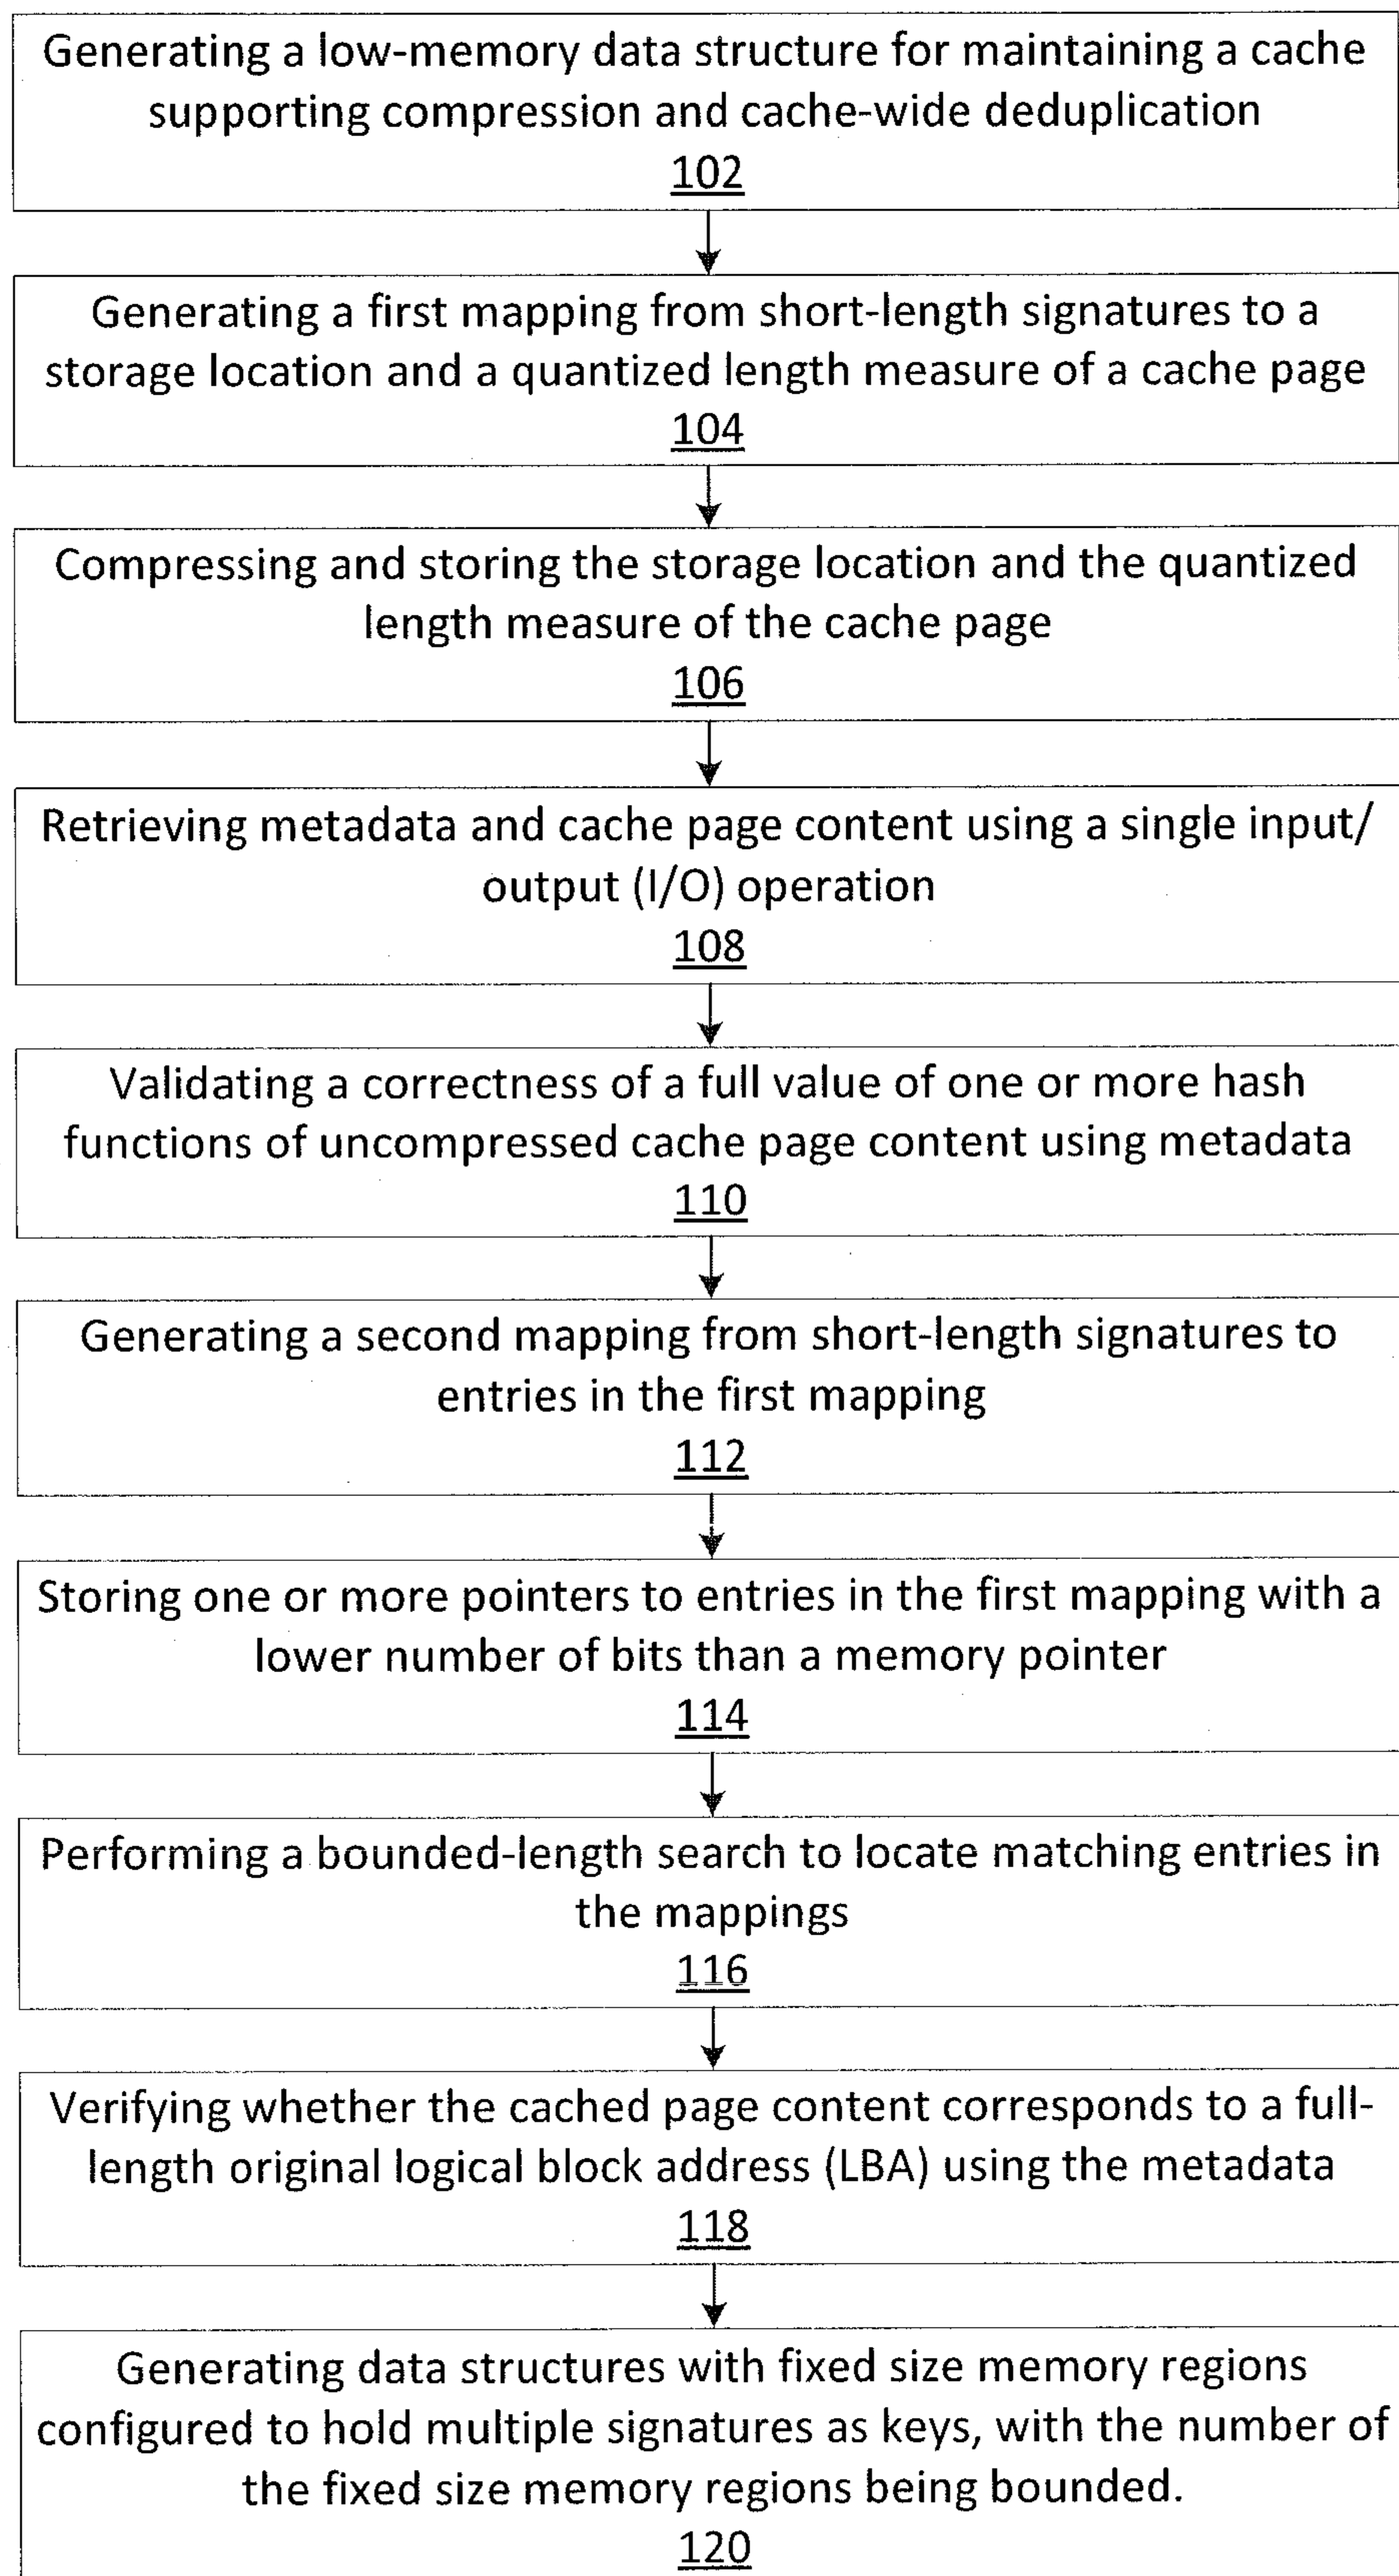 Generating a low-memory data structure for maintaining a cache
supporting compression and cache-wide deduplication
102
Generating a first mapping from short-length signatures to a
storage location and a quantized length measure of a cache page
104
Compressing and storing the storage location and the quantized
length measure of the cache page
106
Retrieving metadata and cache page content using a single input/
output (I/O) operation
108
Validating a correctness of a full value of one or more hash
functions of uncompressed cache page content using metadata
110
Generating a second mapping from short-length signatures to
entries in the first mapping
112
Storing one or more pointers to entries in the first mapping with a
lower number of bits than a memory pointer
114
Performing a bounded-length search to locate matching entries in
the mappings
116
Verifying whether the cached page content corresponds to a full-
length original logical block address (LBA) using the metadata
118
Generating data structures with fixed size memory regions
configured to hold multiple signatures as keys, with the number of
the fixed size memory regions being bounded.
120